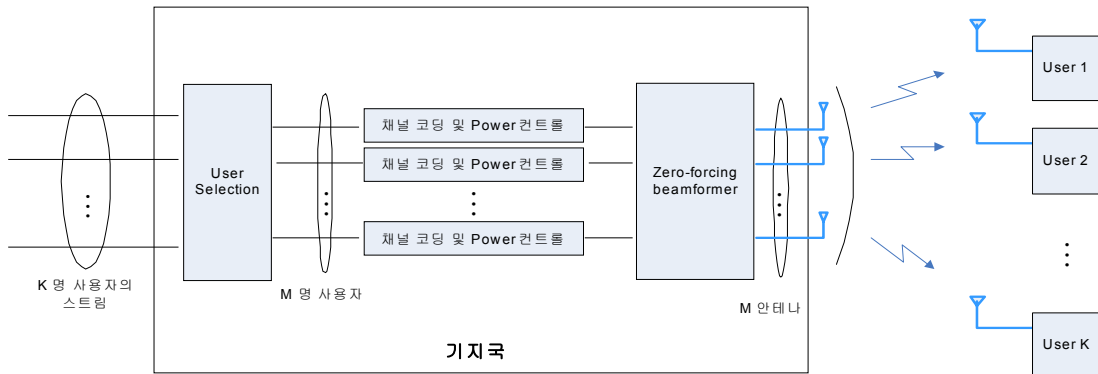 K 명 사용자의
스트림
User
Selection
M 명 사용자
채널 코딩 및 Power 컨트롤
채널 코딩 및 Power 컨트롤
채널 코딩 및 Power 컨트롤
Zero-forcing
beamformer
M 안테나
기지국
User 1
User 2
User K